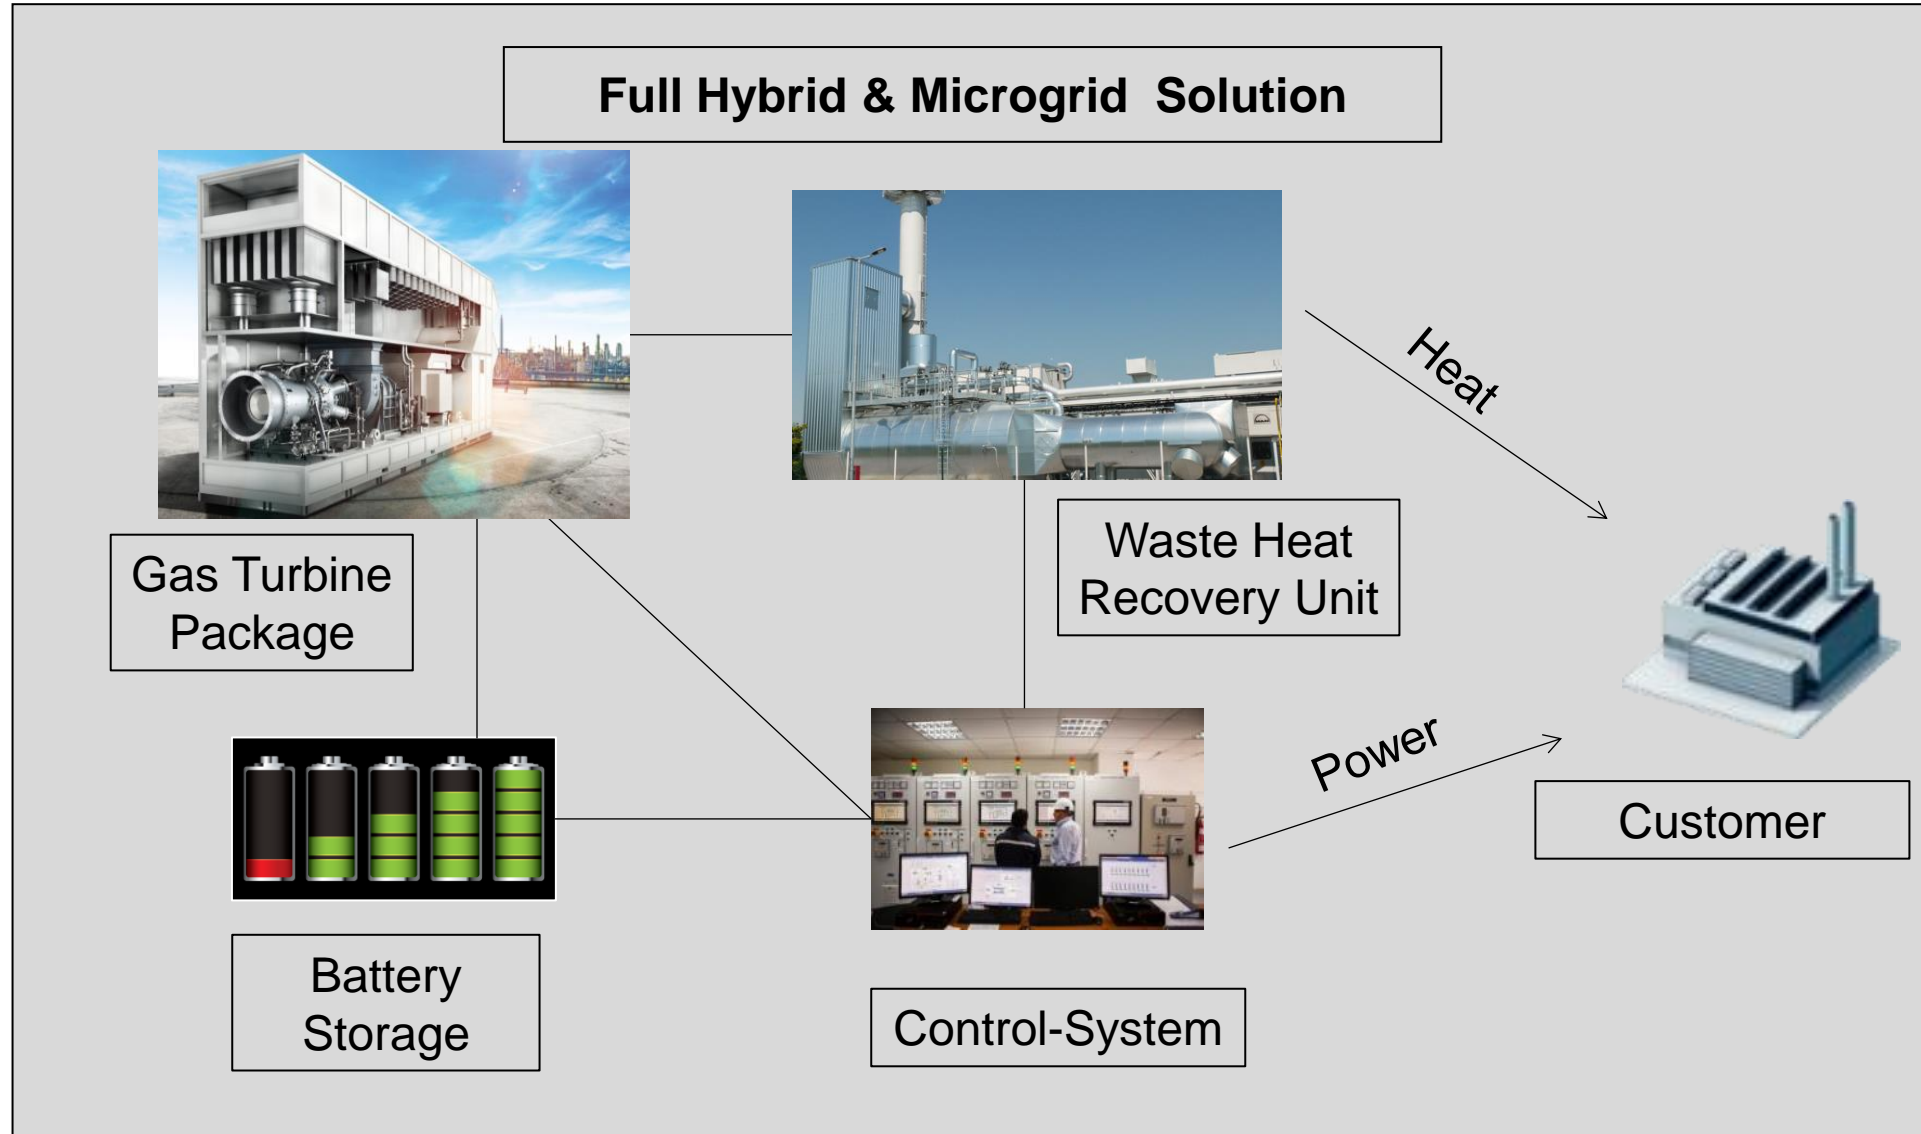 Full Hybrid & Microgrid  Solution
Heat
Waste Heat
Recovery Unit
Gas Turbine
Package
Power
Customer
Battery
Storage
Control-System